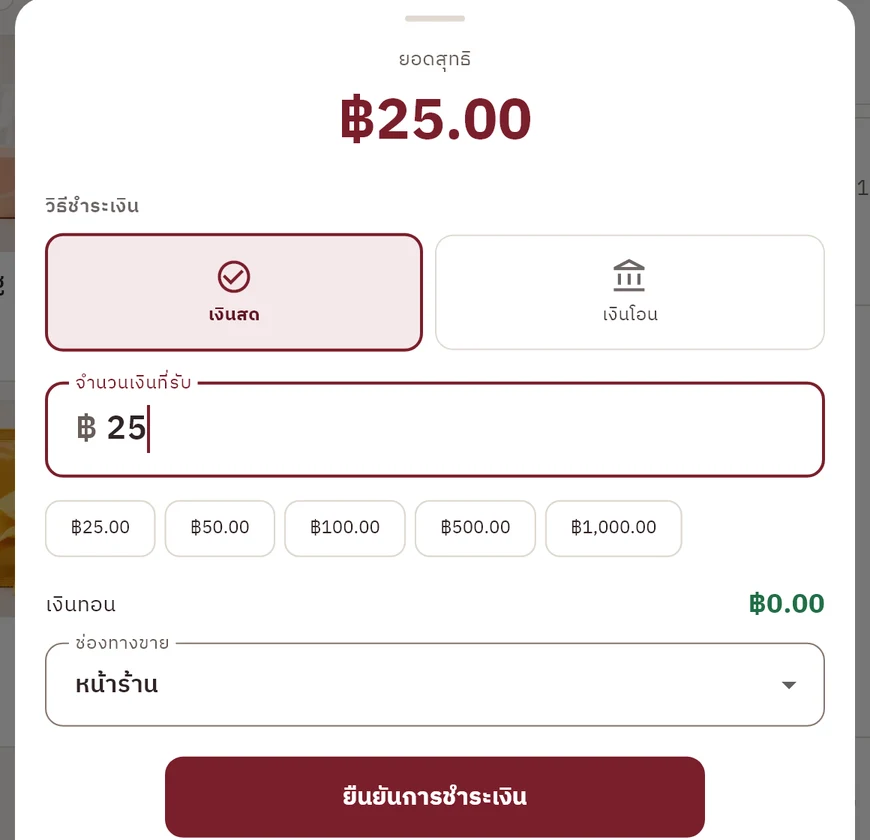 ยอดสุทธิ
฿25.00
วิธีชำระเงิน
เงินสด
เงินโอน
จำนวนเงินที่รับ
฿ 25
฿25.00
฿50.00
฿100.00
฿500.00
฿1,000.00
เงินทอน
฿0.00
ช่องทางขาย
หน้าร้าน
ยืนยันการชำระเงิน